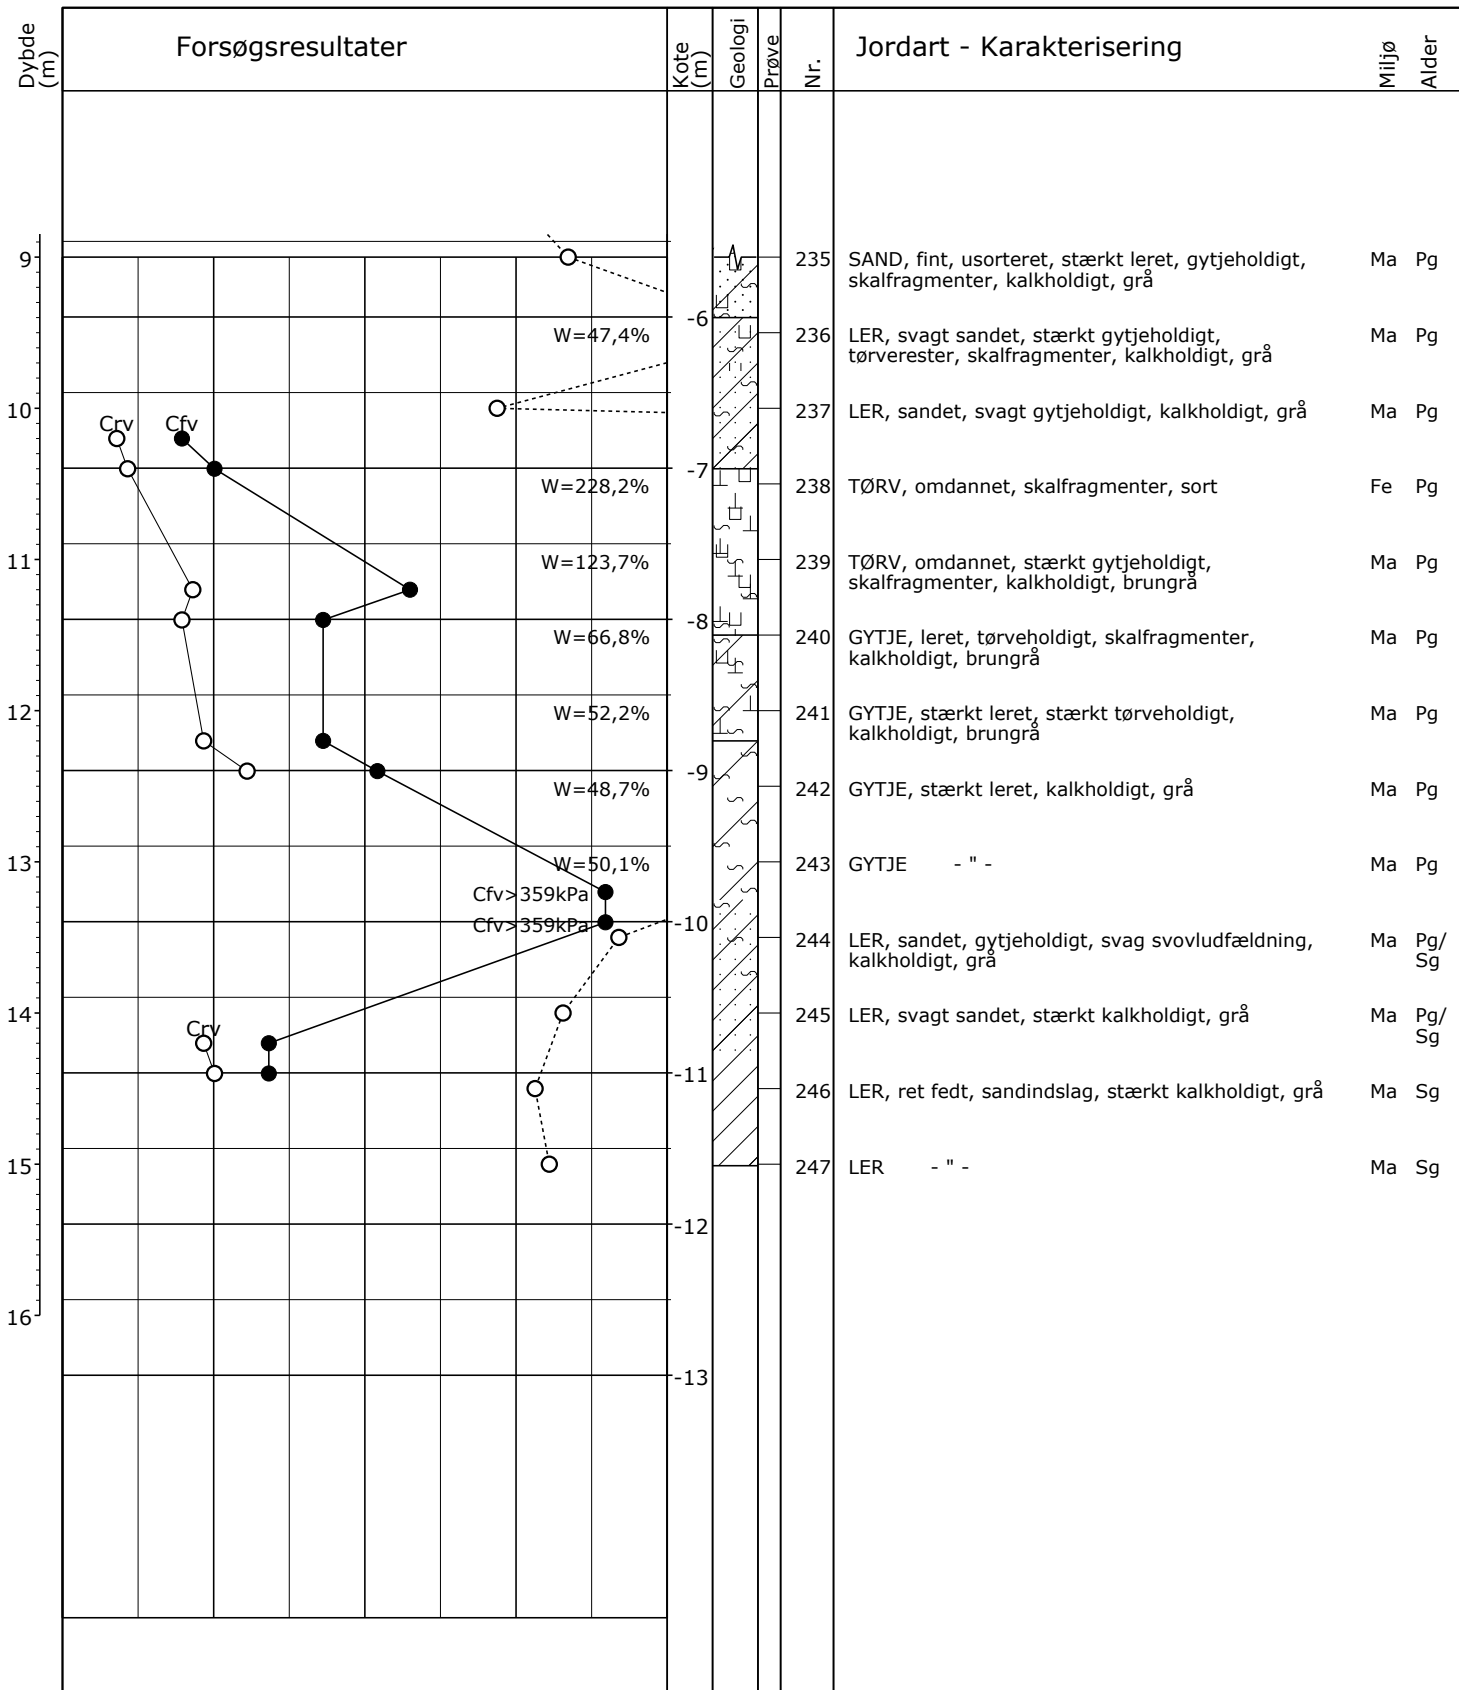 Dybde
(m)
Forsøgsresultater
Kote
(m)
Geologi
Prøve
Nr.
Jordart - Karakterisering
Miljø
Alder
9
235 SAND, fint, usorteret, stærkt leret, gytjeholdigt, Ma Pg
skalfragmenter, kalkholdigt, grå
-6
W=47,4% 236 LER, svagt sandet, stærkt gytjeholdigt, Ma Pg
tørverester, skalfragmenter, kalkholdigt, grå
10 237 LER, sandet, svagt gytjeholdigt, kalkholdigt, grå Ma Pg
Crv Cfv
-7
W=228,2% 238 TØRV, omdannet, skalfragmenter, sort Fe Pg
11 W=123,7% 239 TØRV, omdannet, stærkt gytjeholdigt, Ma Pg
skalfragmenter, kalkholdigt, brungrå
-8
W=66,8% 240 GYTJE, leret, tørveholdigt, skalfragmenter, Ma Pg
kalkholdigt, brungrå
12 W=52,2% 241 GYTJE, stærkt leret, stærkt tørveholdigt, Ma Pg
kalkholdigt, brungrå
-9
W=48,7% 242 GYTJE, stærkt leret, kalkholdigt, grå Ma Pg
13 W=50,1% 243 GYTJE - " - Ma Pg
Cfv>359kPa
Cfv>359kPa -10
244 LER, sandet, gytjeholdigt, svag svovludfældning, Ma Pg/
kalkholdigt, grå Sg
14 245 LER, svagt sandet, stærkt kalkholdigt, grå Ma Pg/
Crv Sg
-11
246 LER, ret fedt, sandindslag, stærkt kalkholdigt, grå Ma Sg
15 247 LER - " - Ma Sg
-12
16
-13